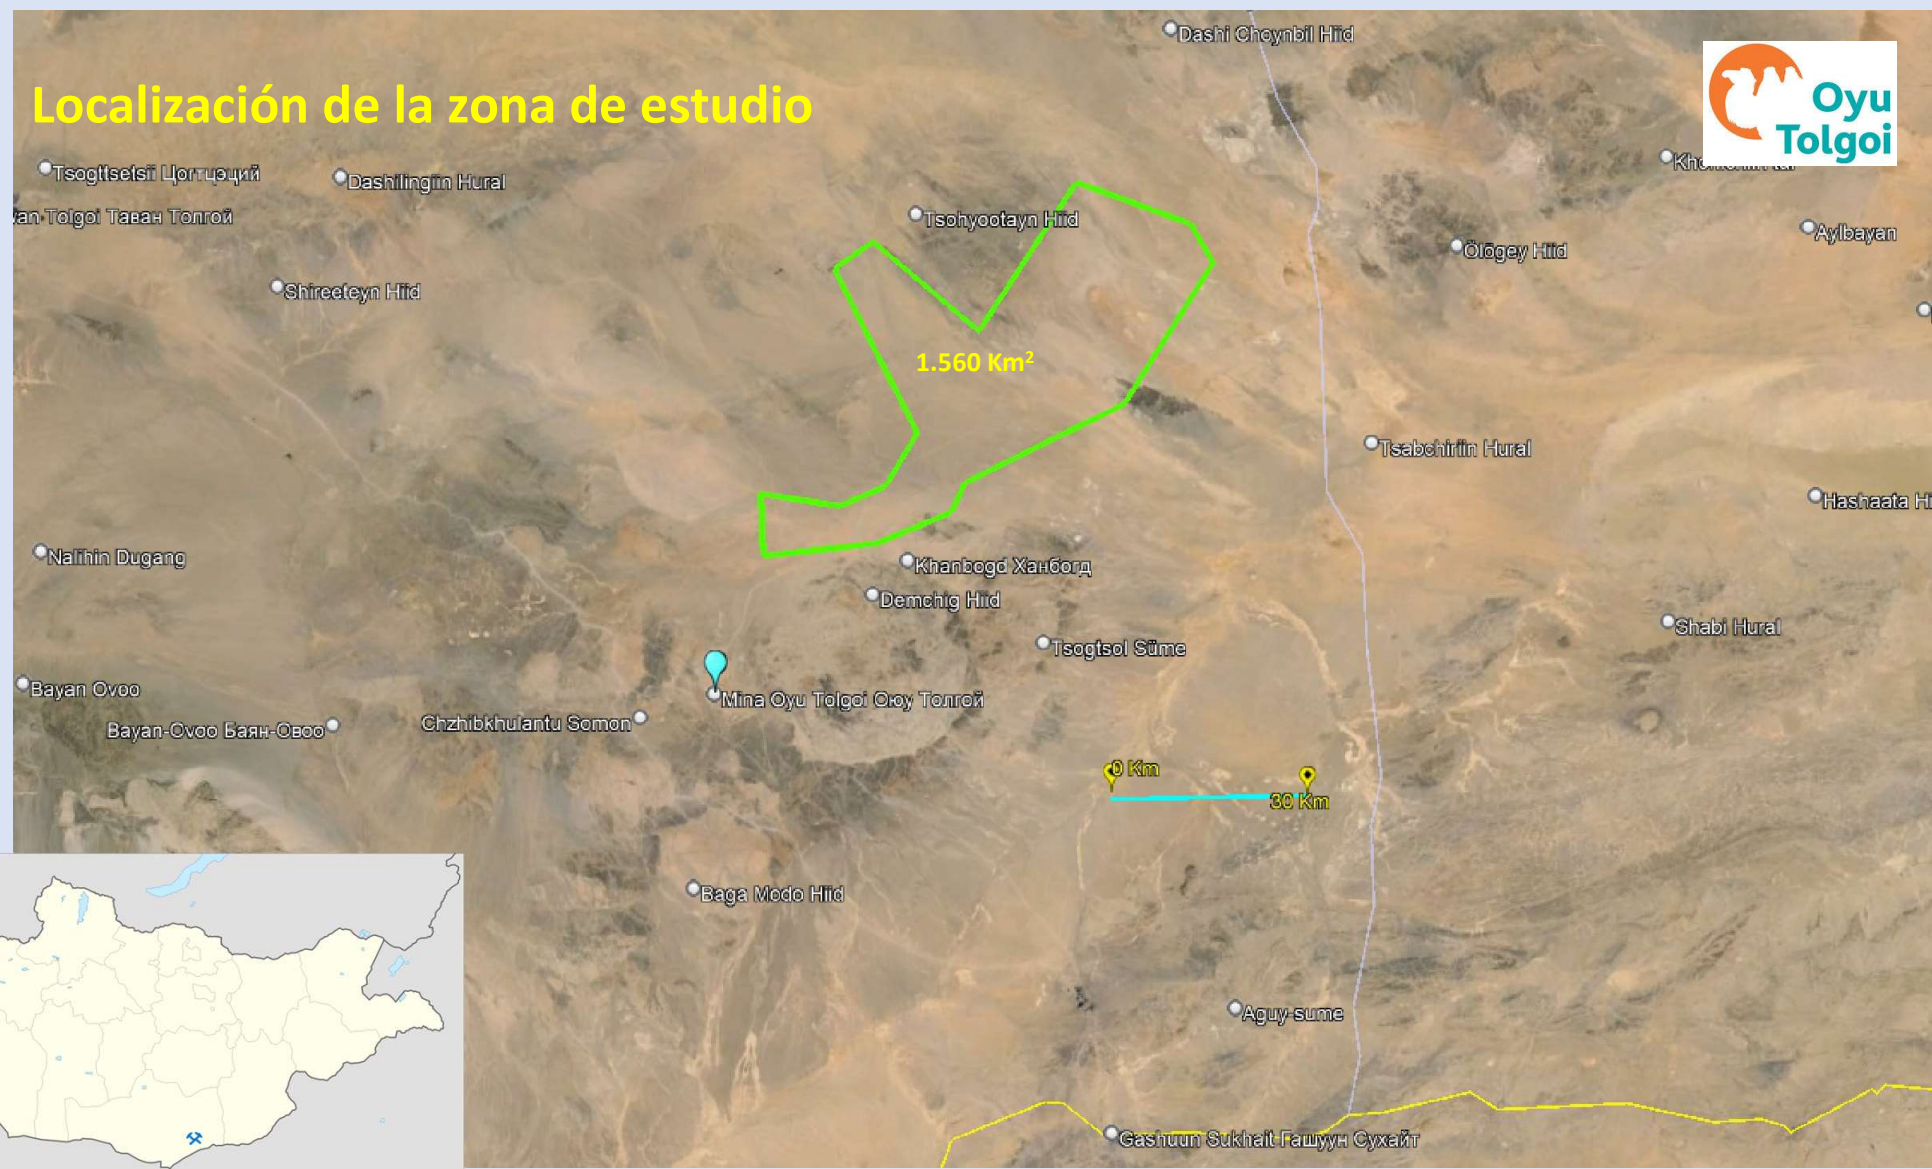 Dashi Choynbil Hiid
Localización de la zona de estudio
Oyu
Tolgoi
Tsogttsetsii Цогтцэций
Dashilingiin Hural
an Tolgoi Таван Толгой
Tsohyootayn Hiid
Aylbayan
Ölögey Hiid
Shireeteyn Hiid
1.560 Km²
Tsabchiriin Hural
Hashaata Hi
Nalihin Dugang
Khanbogd Ханбогд
Demchig Hiid
Shabi Hural
Tsogtsol Süme
Bayan Ovoo
Mina Oyu Tolgoi Оюу Толгой
Chzhibkhulantu Somon
Bayan-Ovoo Баян-Овоо
0 Km
30 Km
Baga Modo Hiid
Aguy-sume
Gashuun Sukhait Гашуун Сухайт